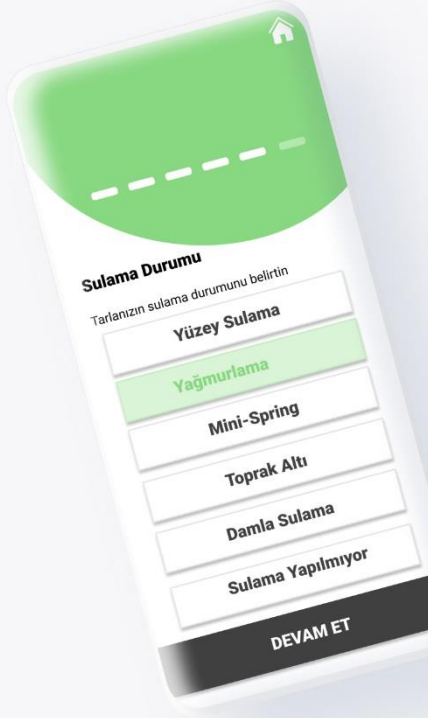 Sulama Durumu
Tarlanızın sulama durumunu belirtin
Yüzey Sulama
Yağmurlama
Mini-Spring
Toprak Altı
Damla Sulama
Sulama Yapılmıyor
DEVAM ET